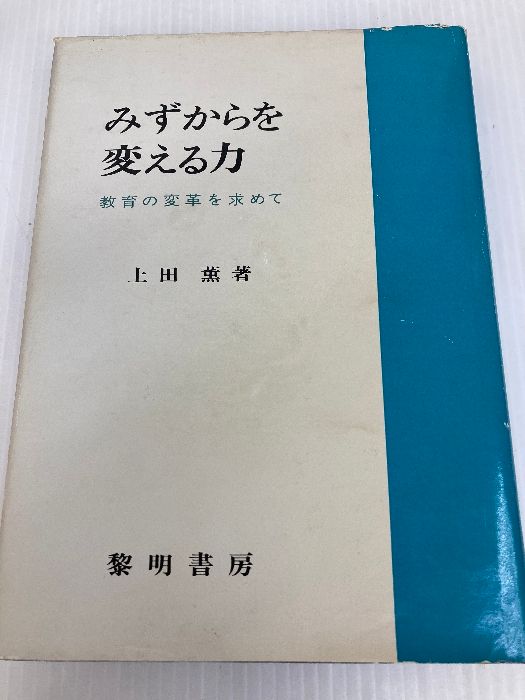 みずからを
変える力
教育の変革を求めて
上田 薫著
黎明書房